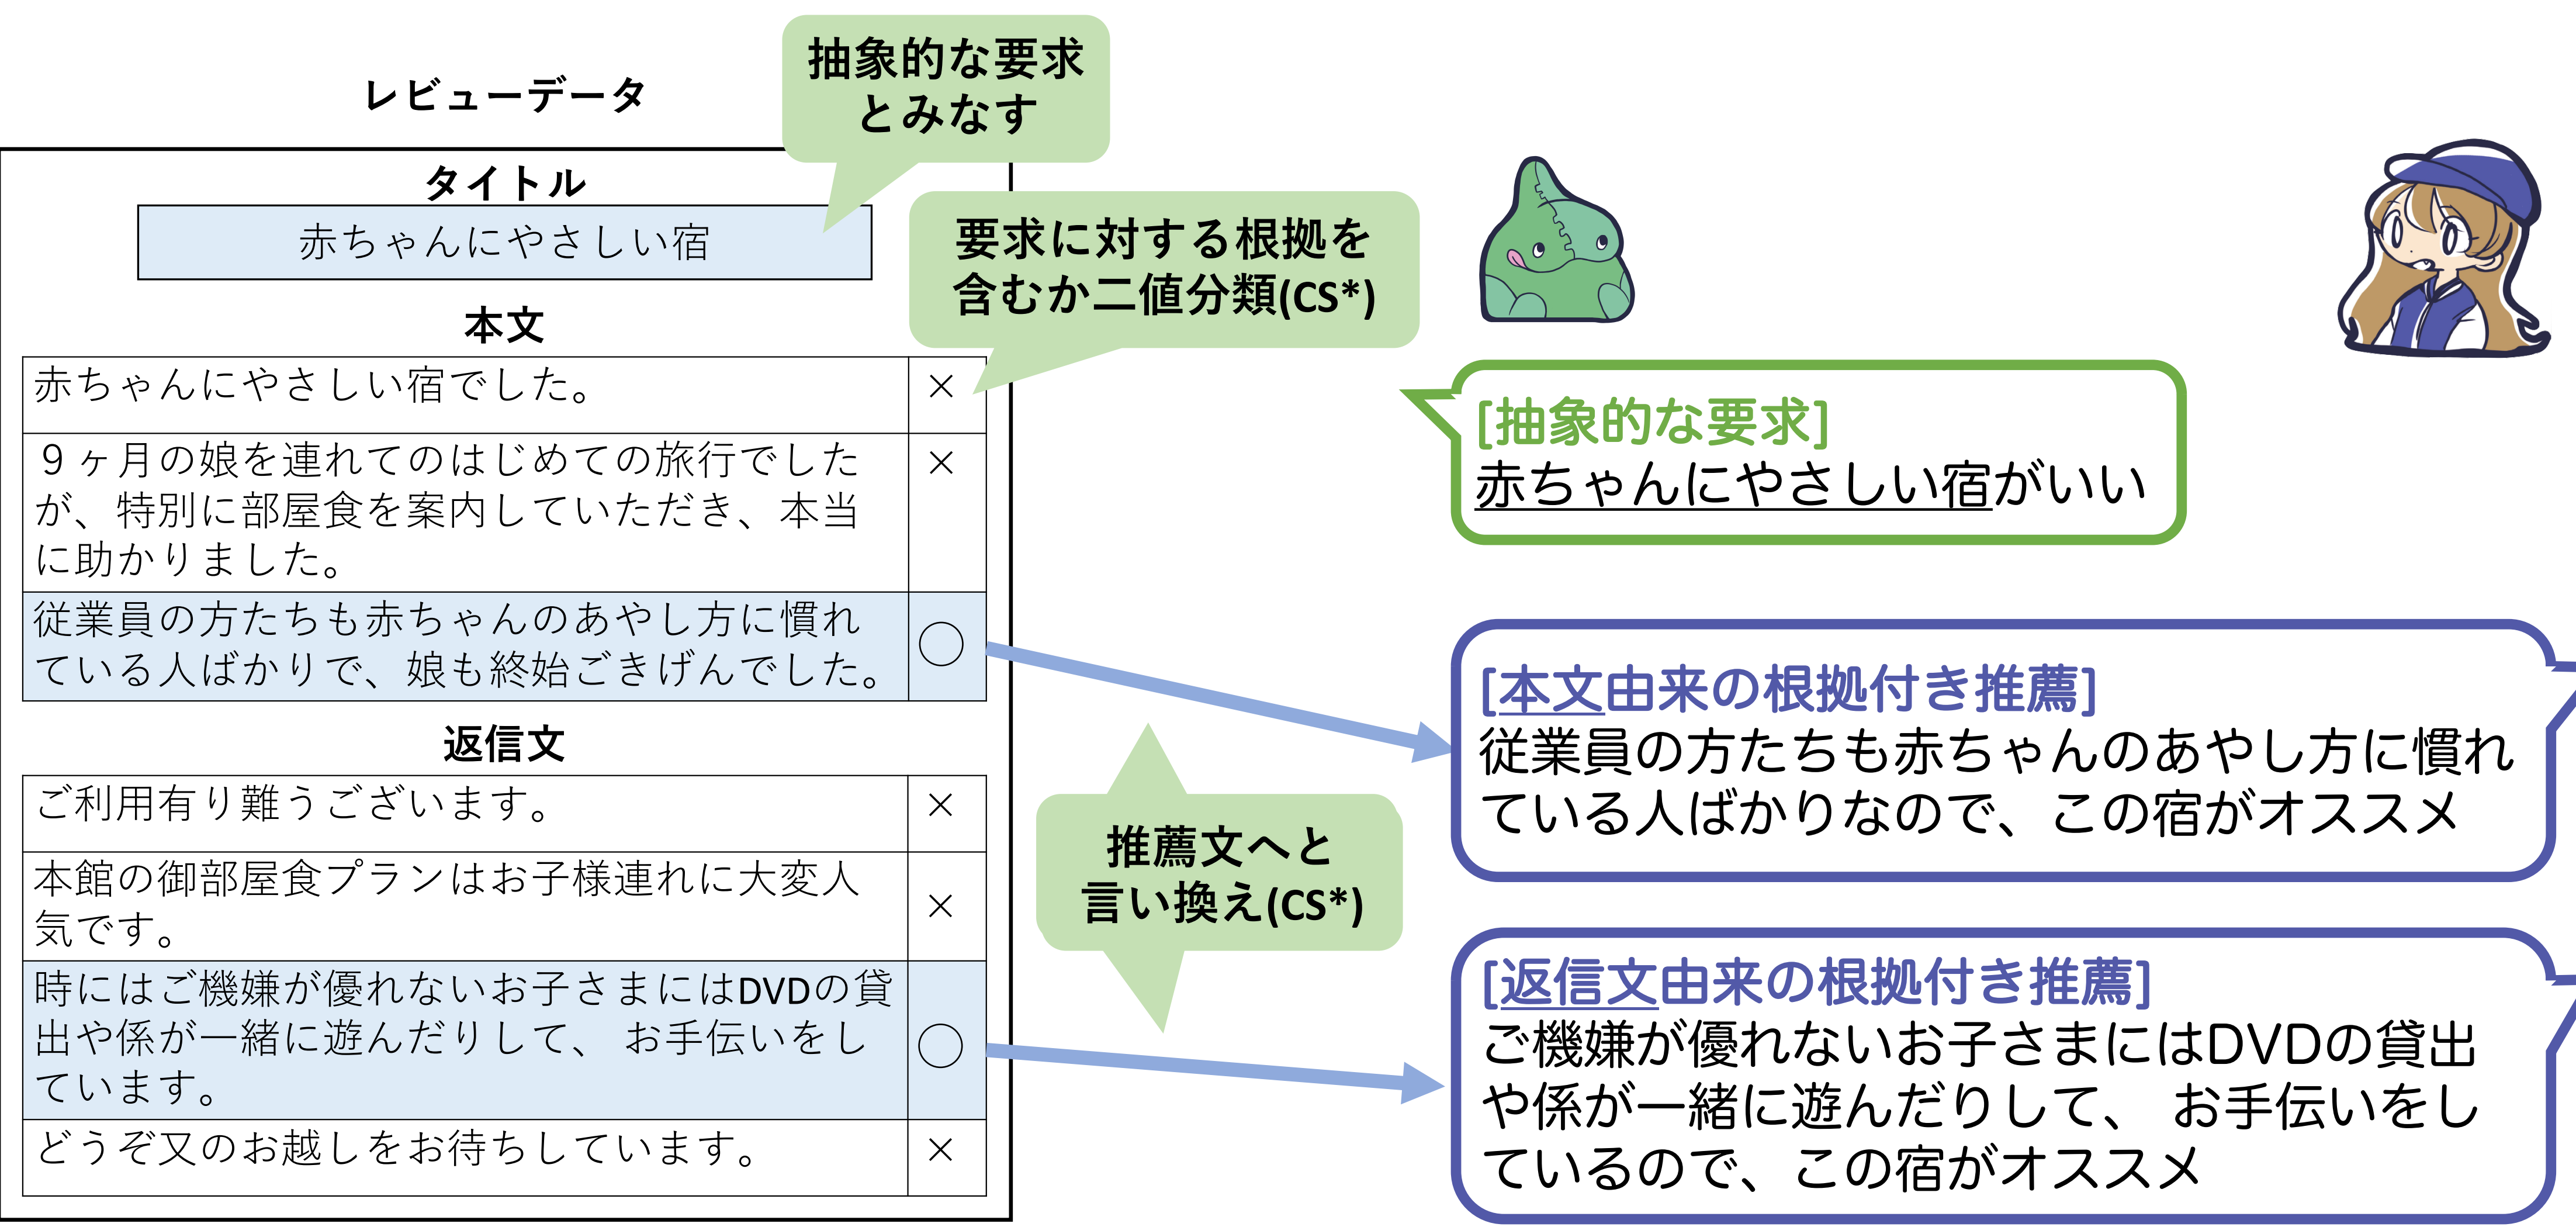 レビューデータ
抽象的な要求
とみなす
タイトル
赤ちゃんにやさしい宿
要求に対する根拠を
含むか二値分類(CS*)
本文
赤ちゃんにやさしい宿でした。 ×
９ヶ月の娘を連れてのはじめての旅行でした ×
が、特別に部屋食を案内していただき、本当
に助かりました。
従業員の方たちも赤ちゃんのあやし方に慣れ
ている人ばかりで、娘も終始ごきげんでした。 ○
返信文
ご利用有り難うございます。 ×
本館の御部屋食プランはお子様連れに大変人
気です。 ×
時にはご機嫌が優れないお子さまにはDVDの貸
出や係が一緒に遊んだりして、 お手伝いをし ○
ています。
どうぞ又のお越しをお待ちしています。 ×
推薦文へと
言い換え(CS*)
[抽象的な要求]
赤ちゃんにやさしい宿がいい
[本文由来の根拠付き推薦]
従業員の方たちも赤ちゃんのあやし方に慣れ
ている人ばかりなので、この宿がオススメ
[返信文由来の根拠付き推薦]
ご機嫌が優れないお子さまにはDVDの貸出
や係が一緒に遊んだりして、 お手伝いをし
ているので、この宿がオススメ